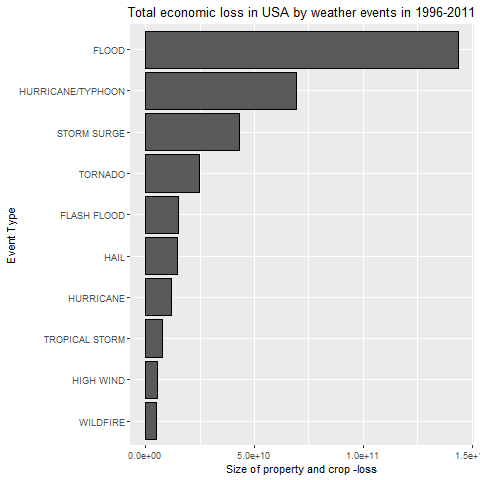 Total economic loss in USA by weather events in 1996-2011
FLOOD
HURRICANE/TYPHOON
STORM SURGE
TORNADO
FLASH FLOOD
HAIL
HURRICANE
TROPICAL STORM
HIGH WIND
WILDFIRE
Event Type
0.0e+00 5.0e+10 1.0e+11 1.5e+
Size of property and crop -loss